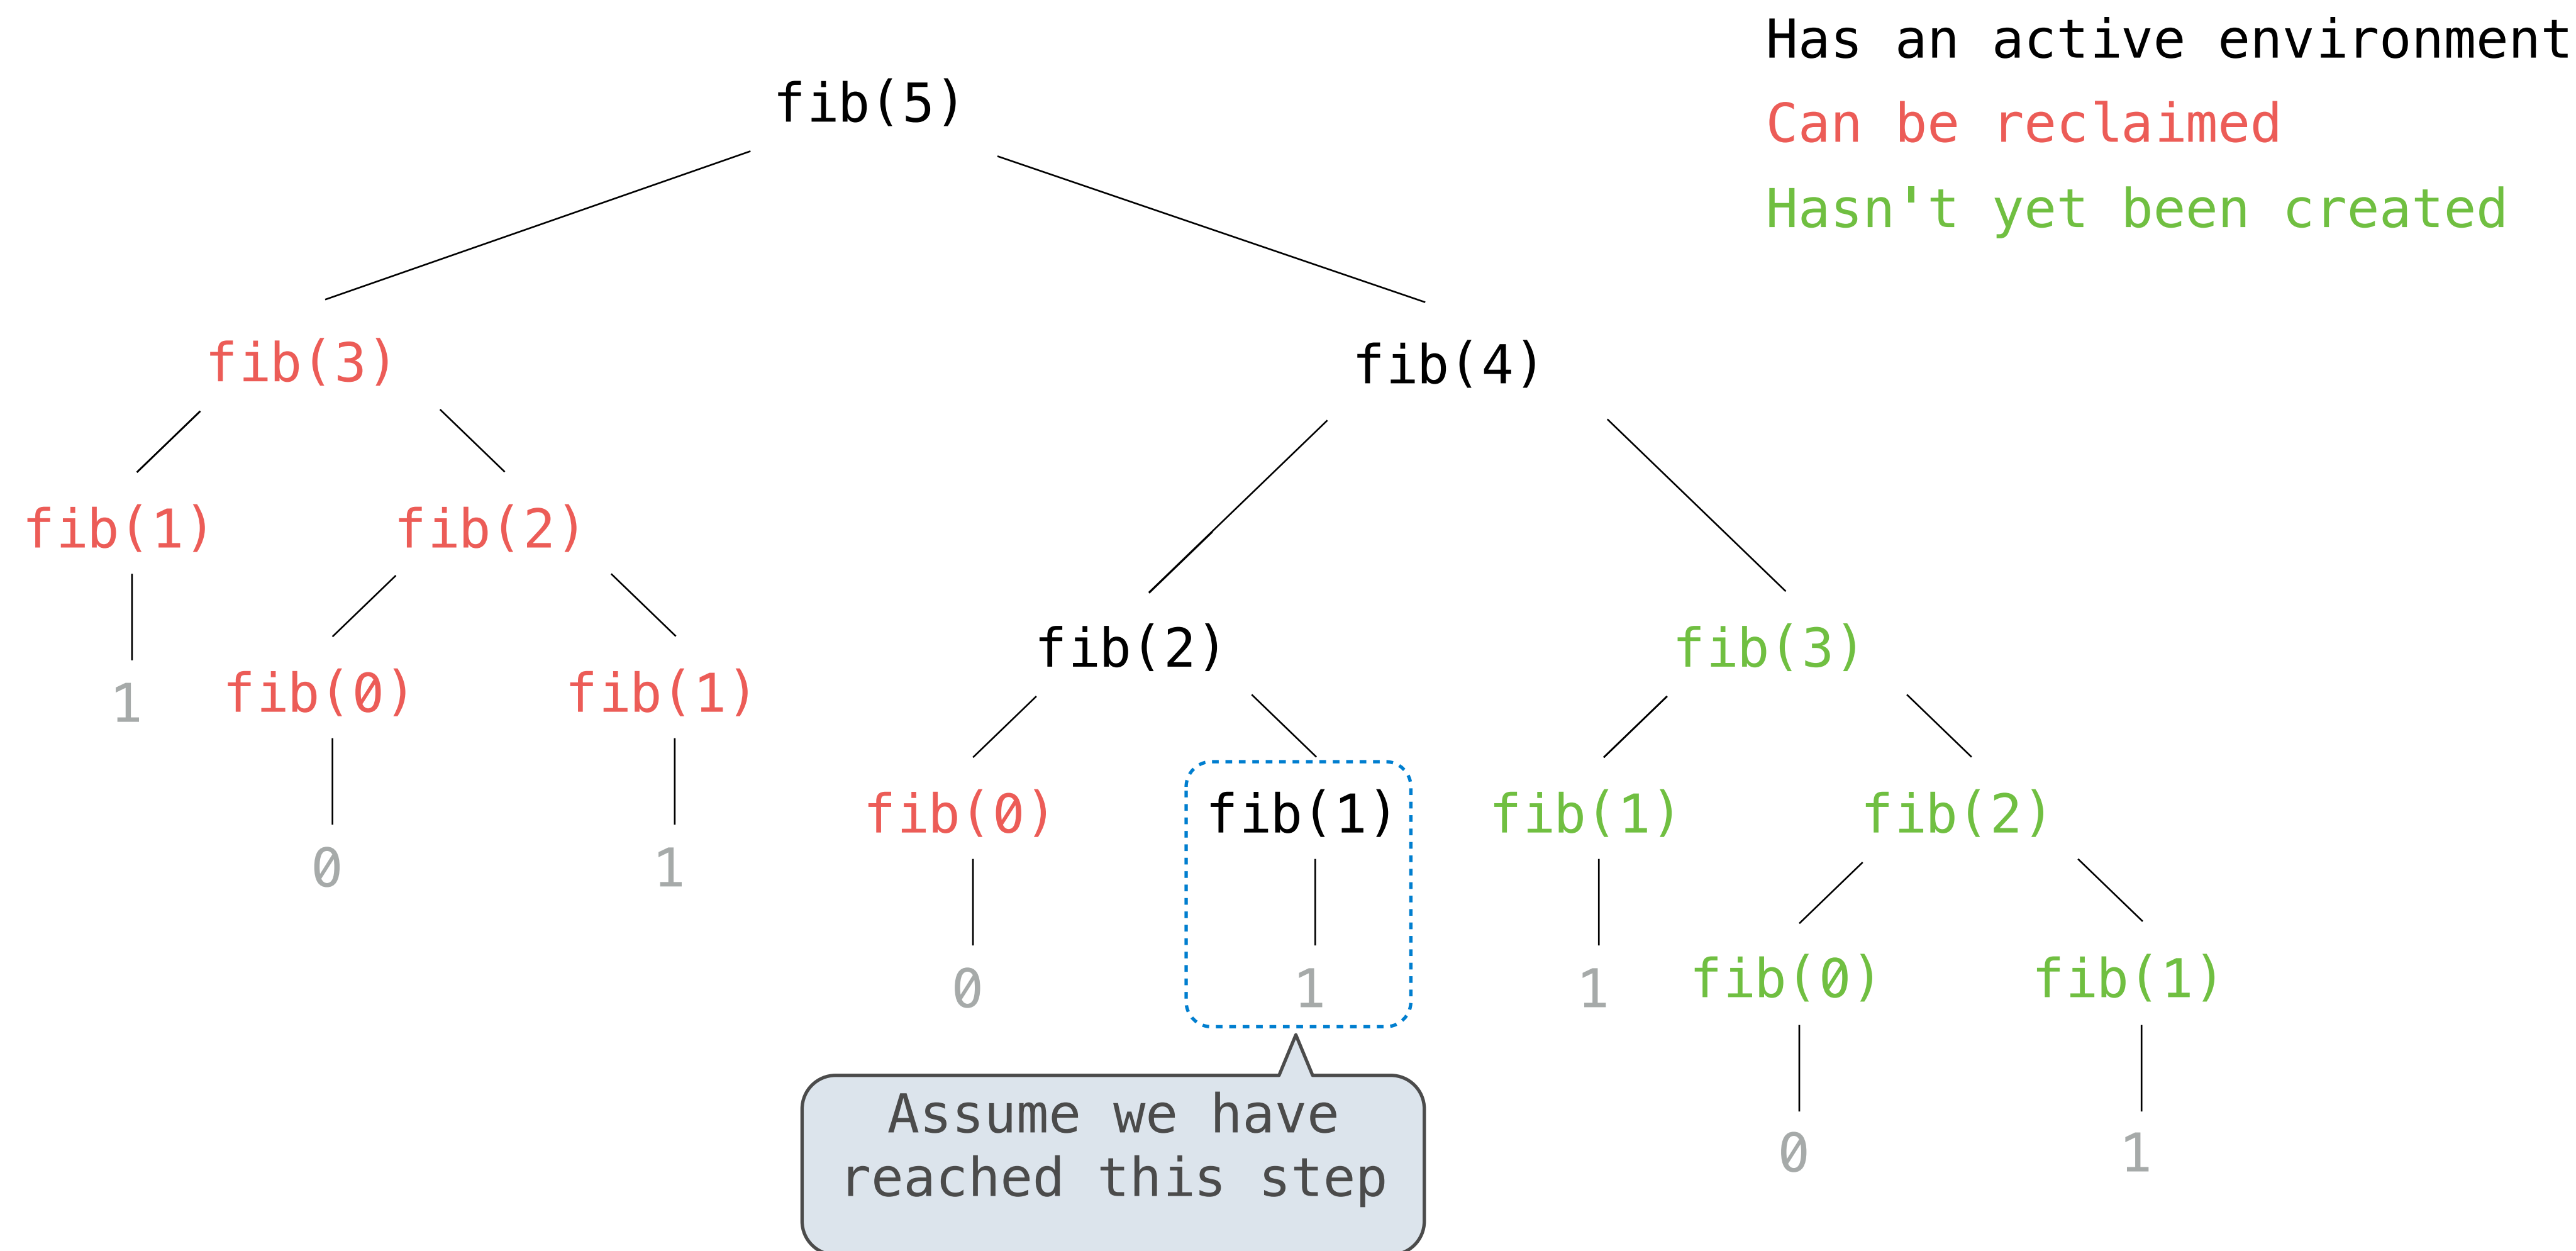 Has an active environment
fib(5)
Can be reclaimed
Hasn't yet been created
fib(3)
fib(4)
fib(1)
fib(2)
fib(2)
fib(3)
1
fib(0)
fib(1)
fib(0)
fib(1)
fib(1)
fib(2)
0
1
0
1
1
fib(0)
fib(1)
Assume we have
reached this step
0
1